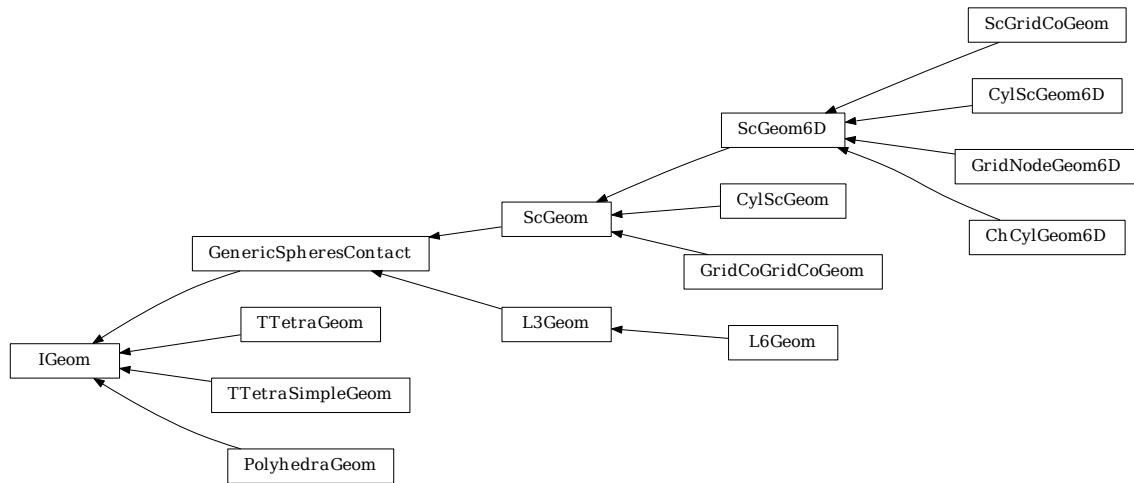 ScGridCoGeom
CylScGeom6D
ScGeom6D
GridNodeGeom6D
CylScGeom
ScGeom
ChCylGeom6D
GenericSpheresContact
GridCoGridCoGeom
TTetraGeom
L3Geom
L6Geom
IGeom
TTetraSimpleGeom
PolyhedraGeom